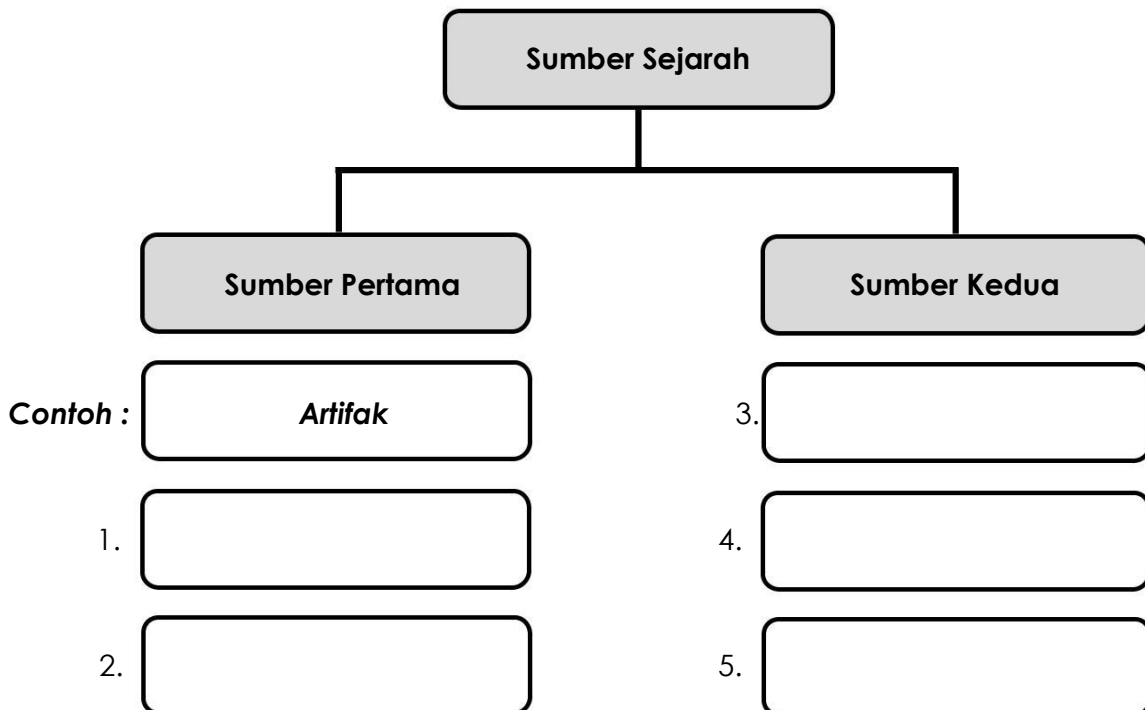 Sumber Sejarah
Sumber Pertama
Sumber Kedua
Contoh : Artifak
3.
1.
4.
2.
5.